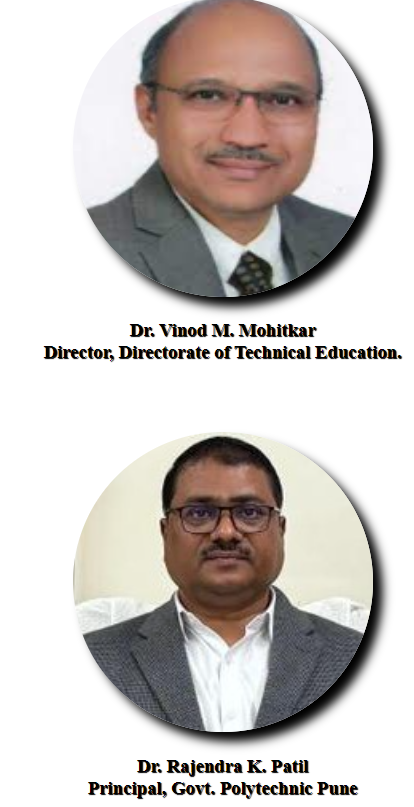 Dr. Vinod M. Mohitkar
Director, Directorate of Technical Education.
Dr. Rajendra K. Patil
Principal, Govt. Polytechnic Pune